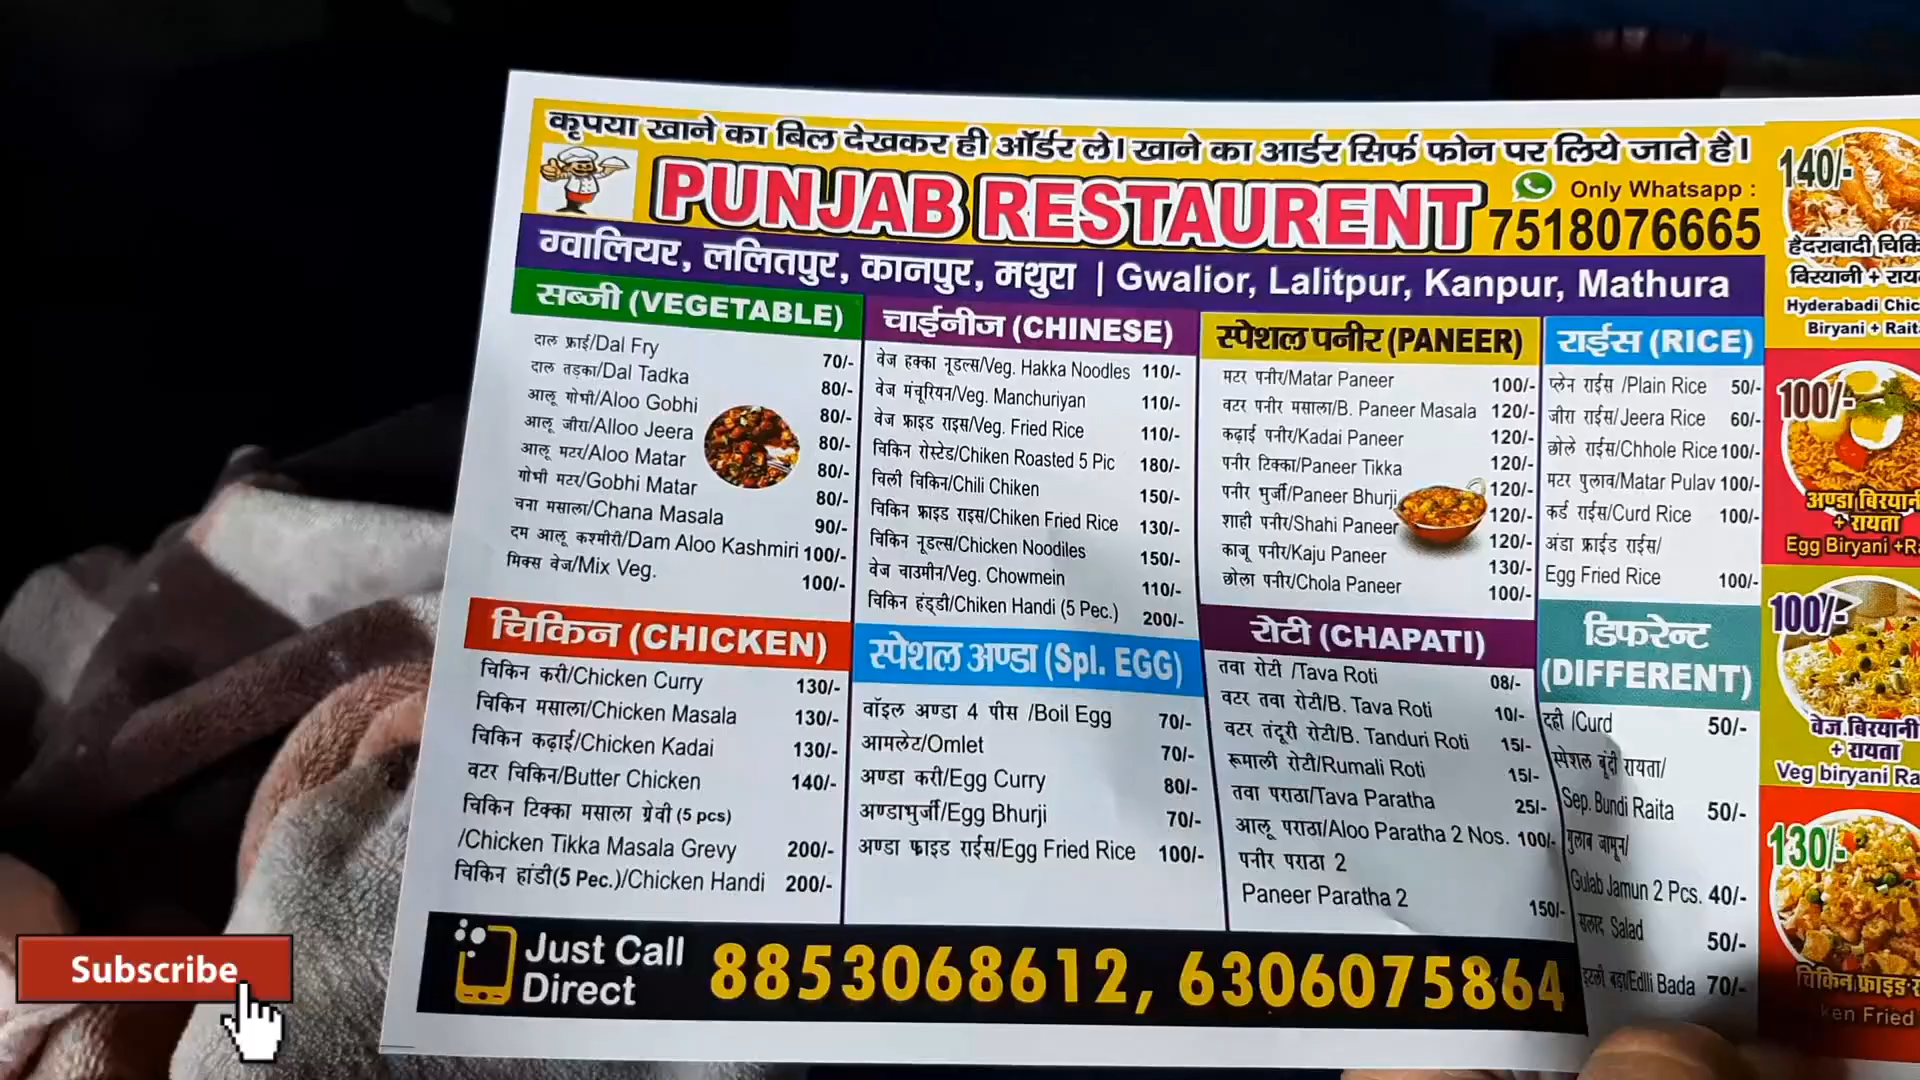 कृपया खाने का बिल देखकर ही ऑर्डर ले। खाने का आर्डर सिर्फ फोन पर लिये जाते है।
PUNJAB RESTAURENT
Only Whatsapp :
7518076665
ग्वालियर, ललितपुर, कानपुर, मथुरा | Gwalior, Lalitpur, Kanpur, Mathura
सब्जी (VEGETABLE)
दाल फ्राई/Dal Fry 70/-
दाल तड़का/Dal Tadka 80/-
आलू गोभी/Aloo Gobhi 80/-
आलू जीरा/Alloo Jeera 80/-
आलू मटर/Aloo Matar 80/-
गोभी मटर/Gobhi Matar 80/-
चना मसाला/Chana Masala 90/-
दम आलू कश्मीरी/Dam Aloo Kashmiri 100/-
मिक्स वेज/Mix Veg. 100/-
चाईनीज (CHINESE)
वेज हक्का नूडल्स/Veg. Hakka Noodles 110/-
वेज मंचूरियन/Veg. Manchuriyan 110/-
वेज फ्राइड राइस/Veg. Fried Rice 110/-
चिकिन रोस्टेड/Chiken Roasted 5 Pic 180/-
चिली चिकिन/Chili Chiken 150/-
चिकिन फ्राइड राइस/Chiken Fried Rice 130/-
चिकिन नूडल्स/Chicken Noodiles 150/-
वेज चाउमीन/Veg. Chowmein 110/-
चिकिन हंड्डी/Chiken Handi (5 Pec.) 200/-
स्पेशल पनीर (PANEER)
मटर पनीर/Matar Paneer 100/-
बटर पनीर मसाला/B. Paneer Masala 120/-
कढ़ाई पनीर/Kadai Paneer 120/-
पनीर टिक्का/Paneer Tikka 120/-
पनीर भुर्जी/Paneer Bhurji 120/-
शाही पनीर/Shahi Paneer 120/-
120/-
काजू पनीर/Kaju Paneer 130/-
छोला पनीर/Chola Paneer 100/-
राईस (RICE)
प्लेन राईस /Plain Rice 50/-
जीरा राईस/Jeera Rice 60/-
छोले राईस/Chhole Rice 100/-
मटर पुलाव/Matar Pulav 100/-
कर्ड राईस/Curd Rice 100/-
अंडा फ्राईड राईस/
Egg Fried Rice 100/-
चिकिन (CHICKEN)
चिकिन करी/Chicken Curry 130/-
चिकिन मसाला/Chicken Masala 130/-
चिकिन कढ़ाई/Chicken Kadai 130/-
बटर चिकिन/Butter Chicken 140/-
चिकिन टिक्का मसाला ग्रेवी (5 pcs)
/Chicken Tikka Masala Grevy 200/-
चिकिन हांडी(5 Pec.)/Chicken Handi 200/-
स्पेशल अण्डा (Spl. EGG)
बॉइल अण्डा 4 पीस /Boil Egg 70/-
आमलेट/Omlet 70/-
अण्डा करी/Egg Curry 80/-
अण्डाभुर्जी/Egg Bhurji 70/-
अण्डा फ्राइड राईस/Egg Fried Rice 100/-
रोटी (CHAPATI)
तवा रोटी /Tava Roti 08/-
बटर तवा रोटी/B. Tava Roti 10/-
बटर तंदूरी रोटी/B. Tanduri Roti 15/-
रूमाली रोटी/Rumali Roti 15/-
तवा पराठा/Tava Paratha 25/-
आलू पराठा/Aloo Paratha 2 Nos. 100/-
पनीर पराठा 2
Paneer Paratha 2 150/-
डिफरेन्ट
(DIFFERENT)
दही /Curd 50/-
स्पेशल बूंदी रायता/
Sep. Bundi Raita 50/-
गुलाब जामुन/
Gulab Jamun 2 Pcs. 40/-
सलाद Salad 50/-
इटली बड़ा/Edlli Bada 70/-
140/-
हैदराबादी
बिरयानी +
Hyderabadi
Biryani +
100/-
अण्डा
+ रायता
Egg Biryani
100/-
वेज.बिरयानी
+ रायता
Veg biryani
130/-
चिकिन फ्राइड
Fried
Just Call
Direct
8853068612, 6306075864
Subscribe